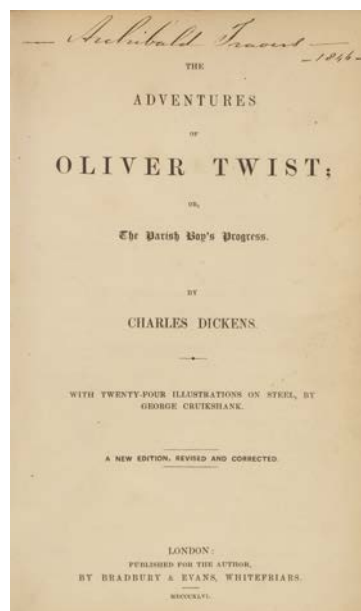 — Archibald Travers —
— 1846 —
THE
ADVENTURES
OF
OLIVER TWIST;
OR,
The Parish Boy's Progress.
BY
CHARLES DICKENS.
WITH TWENTY-FOUR ILLUSTRATIONS ON STEEL, BY
GEORGE CRUIKSHANK.
A NEW EDITION, REVISED AND CORRECTED.
LONDON:
PUBLISHED FOR THE AUTHOR,
BY BRADBURY & EVANS, WHITEFRIARS.
MDCCCXLVI.